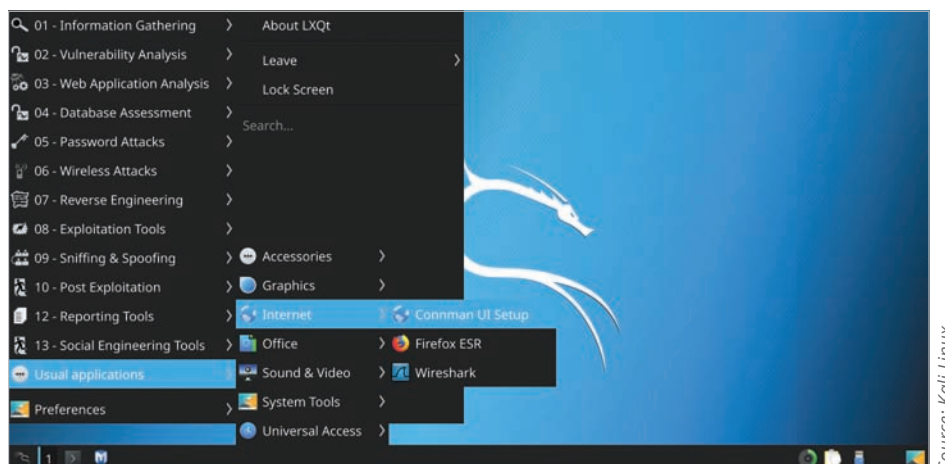 01 - Information Gathering
02 - Vulnerability Analysis
03 - Web Application Analysis
04 - Database Assessment
05 - Password Attacks
06 - Wireless Attacks
07 - Reverse Engineering
08 - Exploitation Tools
09 - Sniffing & Spoofing
10 - Post Exploitation
12 - Reporting Tools
13 - Social Engineering Tools
Usual applications
Preferences
About LXQt
Leave
Lock Screen
Search...
Accessories
Graphics
Internet
Office
Sound & Video
System Tools
Universal Access
Connman UI Setup
Firefox ESR
Wireshark
1
Source: Kali Linux